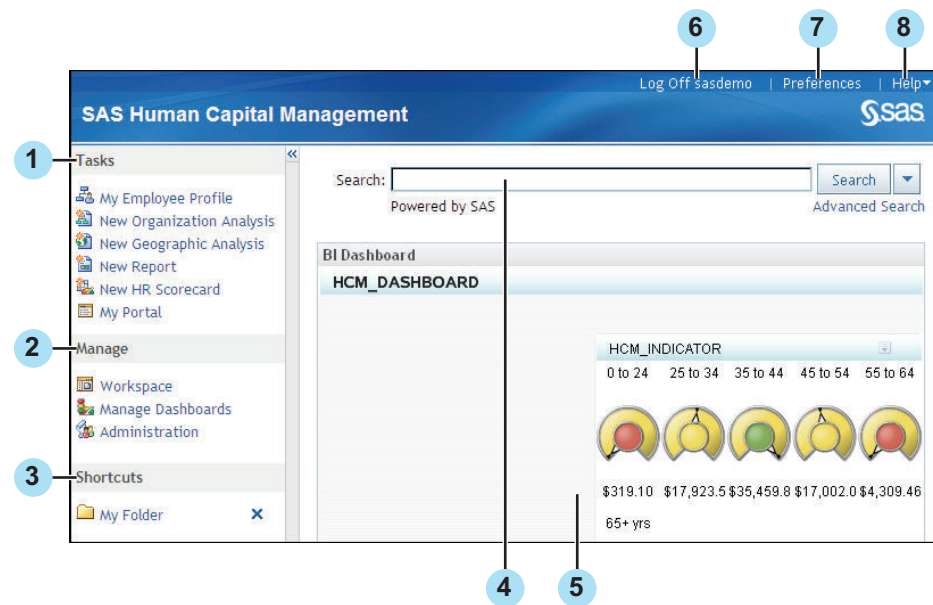 6 7 8
Log Off sasdemo | Preferences | Help
SAS Human Capital Management
sas
1
Tasks
My Employee Profile
New Organization Analysis
New Geographic Analysis
New Report
New HR Scorecard
My Portal
2
Manage
Workspace
Manage Dashboards
Administration
3
Shortcuts
My Folder
Search: Search
Powered by SAS Advanced Search
BI Dashboard
HCM_DASHBOARD
HCM_INDICATOR
0 to 24 25 to 34 35 to 44 45 to 54 55 to 64
$319.10 $17,923.5 $35,459.8 $17,002.0 $4,309.46
65+ yrs
4 5